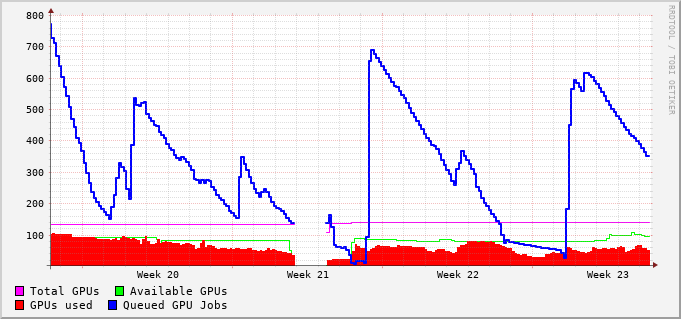 800
700
600
500
400
300
200
100
Week 20 Week 21 Week 22 Week 23
Total GPUs Available GPUs
GPUs used Queued GPU Jobs
RRDTOOL / TOBI OETIKER